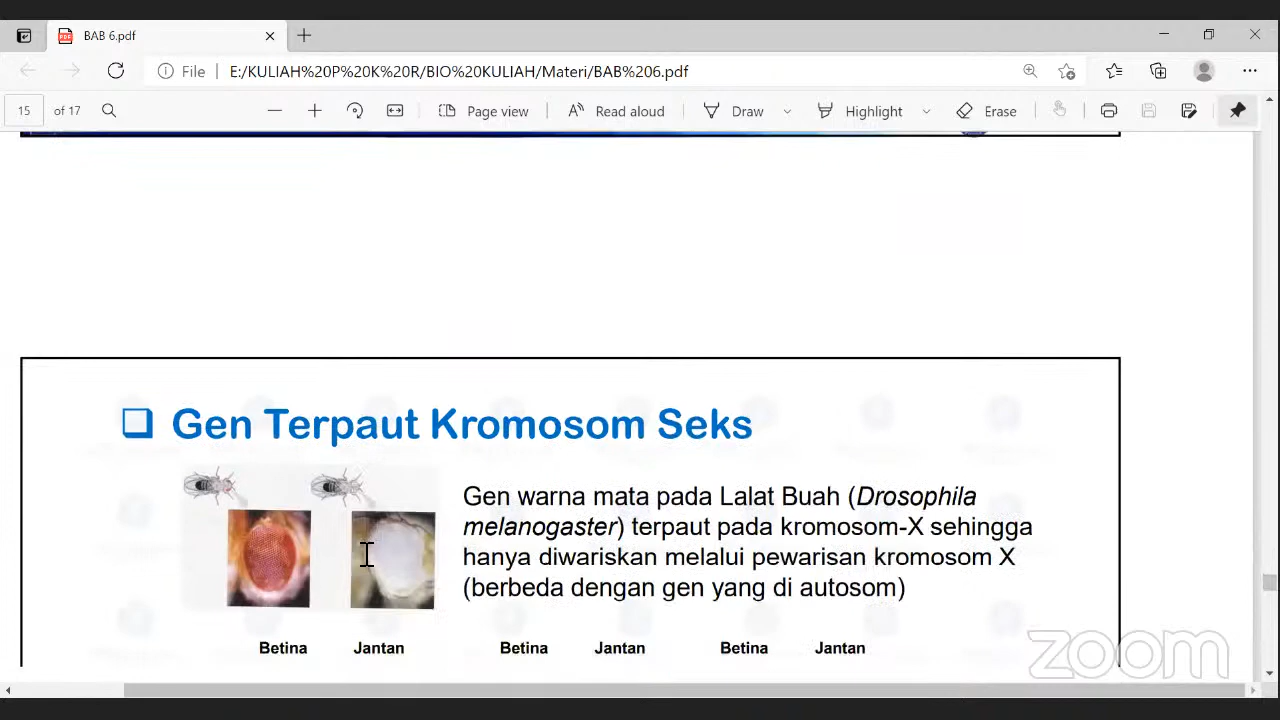 BAB 6.pdf
File
E:/KULIAH%20P%20K%20R/BIO%20KULIAH/Materi/BAB%206.pdf
15 of 17
Page view
Read aloud
Draw
Highlight
Erase
Gen Terpaut Kromosom Seks
Gen warna mata pada Lalat Buah (Drosophila
melanogaster) terpaut pada kromosom-X sehingga
hanya diwariskan melalui pewarisan kromosom X
(berbeda dengan gen yang di autosom)
Betina Jantan Betina Jantan Betina Jantan
zoom